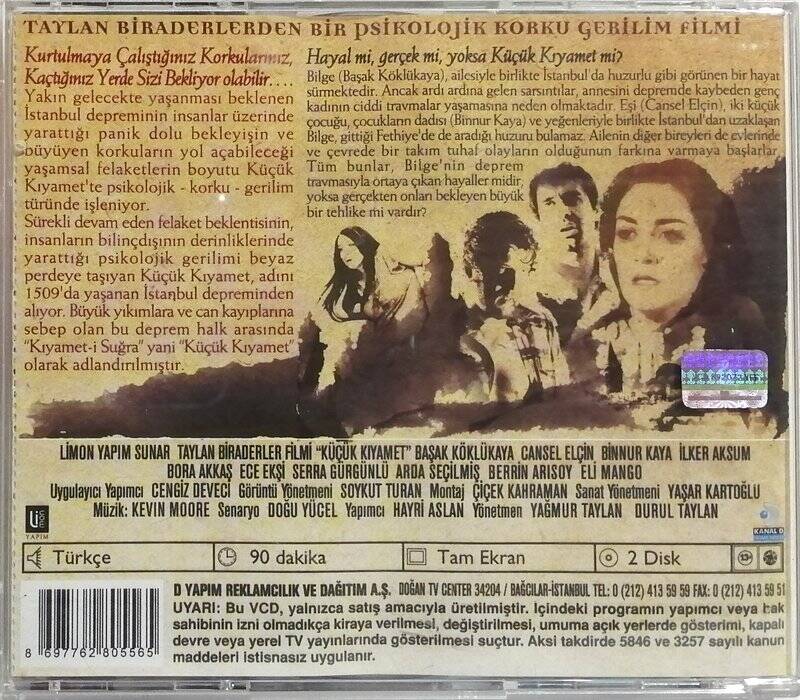 TAYLAN BİRADERLERDEN BİR PSİKOLOJİK KORKU GERİLİM FİLMİ
Kurtulmaya Çalıştığınız Korkularınız,
Kaçtığınız Yerde Sizi Bekliyor olabilir....
Yakın gelecekte yaşanması beklenen
İstanbul depreminin insanlar üzerinde
yarattığı panik dolu bekleyişin ve
büyüyen korkuların yol açabileceği
yaşamsal felaketlerin boyutu Küçük
Kıyamet'te psikolojik - korku - gerilim
türünde işleniyor.
Sürekli devam eden felaket beklentisinin,
insanların bilinçdışının derinliklerinde
yarattığı psikolojik gerilimi beyaz
perdeye taşıyan Küçük Kıyamet, adını
1509'da yaşanan İstanbul depreminden
alıyor. Büyük yıkımlara ve can kayıplarına
sebep olan bu deprem halk arasında
"Kıyamet-i Suğra" yani "Küçük Kıyamet"
olarak adlandırılmıştır.
Hayal mi, gerçek mi, yoksa Küçük Kıyamet mi?
Bilge (Başak Köklükaya), ailesiyle birlikte İstanbul'da huzurlu gibi görünen bir hayat
sürmektedir. Ancak ardı ardına gelen sarsıntılar, annesini depremde kaybeden genç
kadının ciddi travmalar yaşamasına neden olmaktadır. Eşi (Cansel Elçin), iki küçük
çocuğu, çocukların dadısı (Binnur Kaya) ve yeğenleriyle birlikte İstanbul'dan uzaklaşan
Bilge, gittiği Fethiye'de de aradığı huzuru bulamaz. Ailenin diğer bireyleri de evlerinde
ve çevrede bir takım tuhaf olayların olduğunun farkına varmaya başlarlar.
Tüm bunlar, Bilge'nin deprem
travmasıyla ortaya çıkan hayaller midir,
yoksa gerçekten onları bekleyen büyük
bir tehlike mi vardır?
LİMON YAPIM SUNAR TAYLAN BİRADERLER FİLMİ "KÜÇÜK KIYAMET" BAŞAK KÖKLÜKAYA CANSEL ELÇİN BİNNUR KAYA İLKER AKSUM
BORA AKKAŞ ECE EKŞİ SERRA GÜRGÜNLÜ ARDA SEÇİLMİŞ BERRİN ARISOY ELI MANGO
Uygulayıcı Yapımcı CENGİZ DEVECİ Görüntü Yönetmeni SOYKUT TURAN Montaj ÇİÇEK KAHRAMAN Sanat Yönetmeni YAŞAR KARTOĞLU
Müzik: KEVIN MOORE Senaryo DOĞU YÜCEL Yapımcı HAYRİ ASLAN Yönetmen YAĞMUR TAYLAN DURUL TAYLAN
Limon
YAPIM
KANAL D
Türkçe
90 dakika
Tam Ekran
2 Disk
D YAPIM REKLAMCILIK VE DAĞITIM A.Ş. DOĞAN TV CENTER 34204 / BAĞCILAR-İSTANBUL TEL: 0 (212) 413 59 59 FAX: 0 (212) 413 59 51
UYARI: Bu VCD, yalnızca satış amacıyla üretilmiştir. İçindeki programın yapımcı veya hak
sahibinin izni olmadıkça kiraya verilmesi, değiştirilmesi, umuma açık yerlerde gösterimi, kapalı
devre veya yerel TV yayınlarında gösterilmesi suçtur. Aksi takdirde 5846 ve 3257 sayılı kanun
maddeleri istisnasız uygulanır.
8 697762 805565